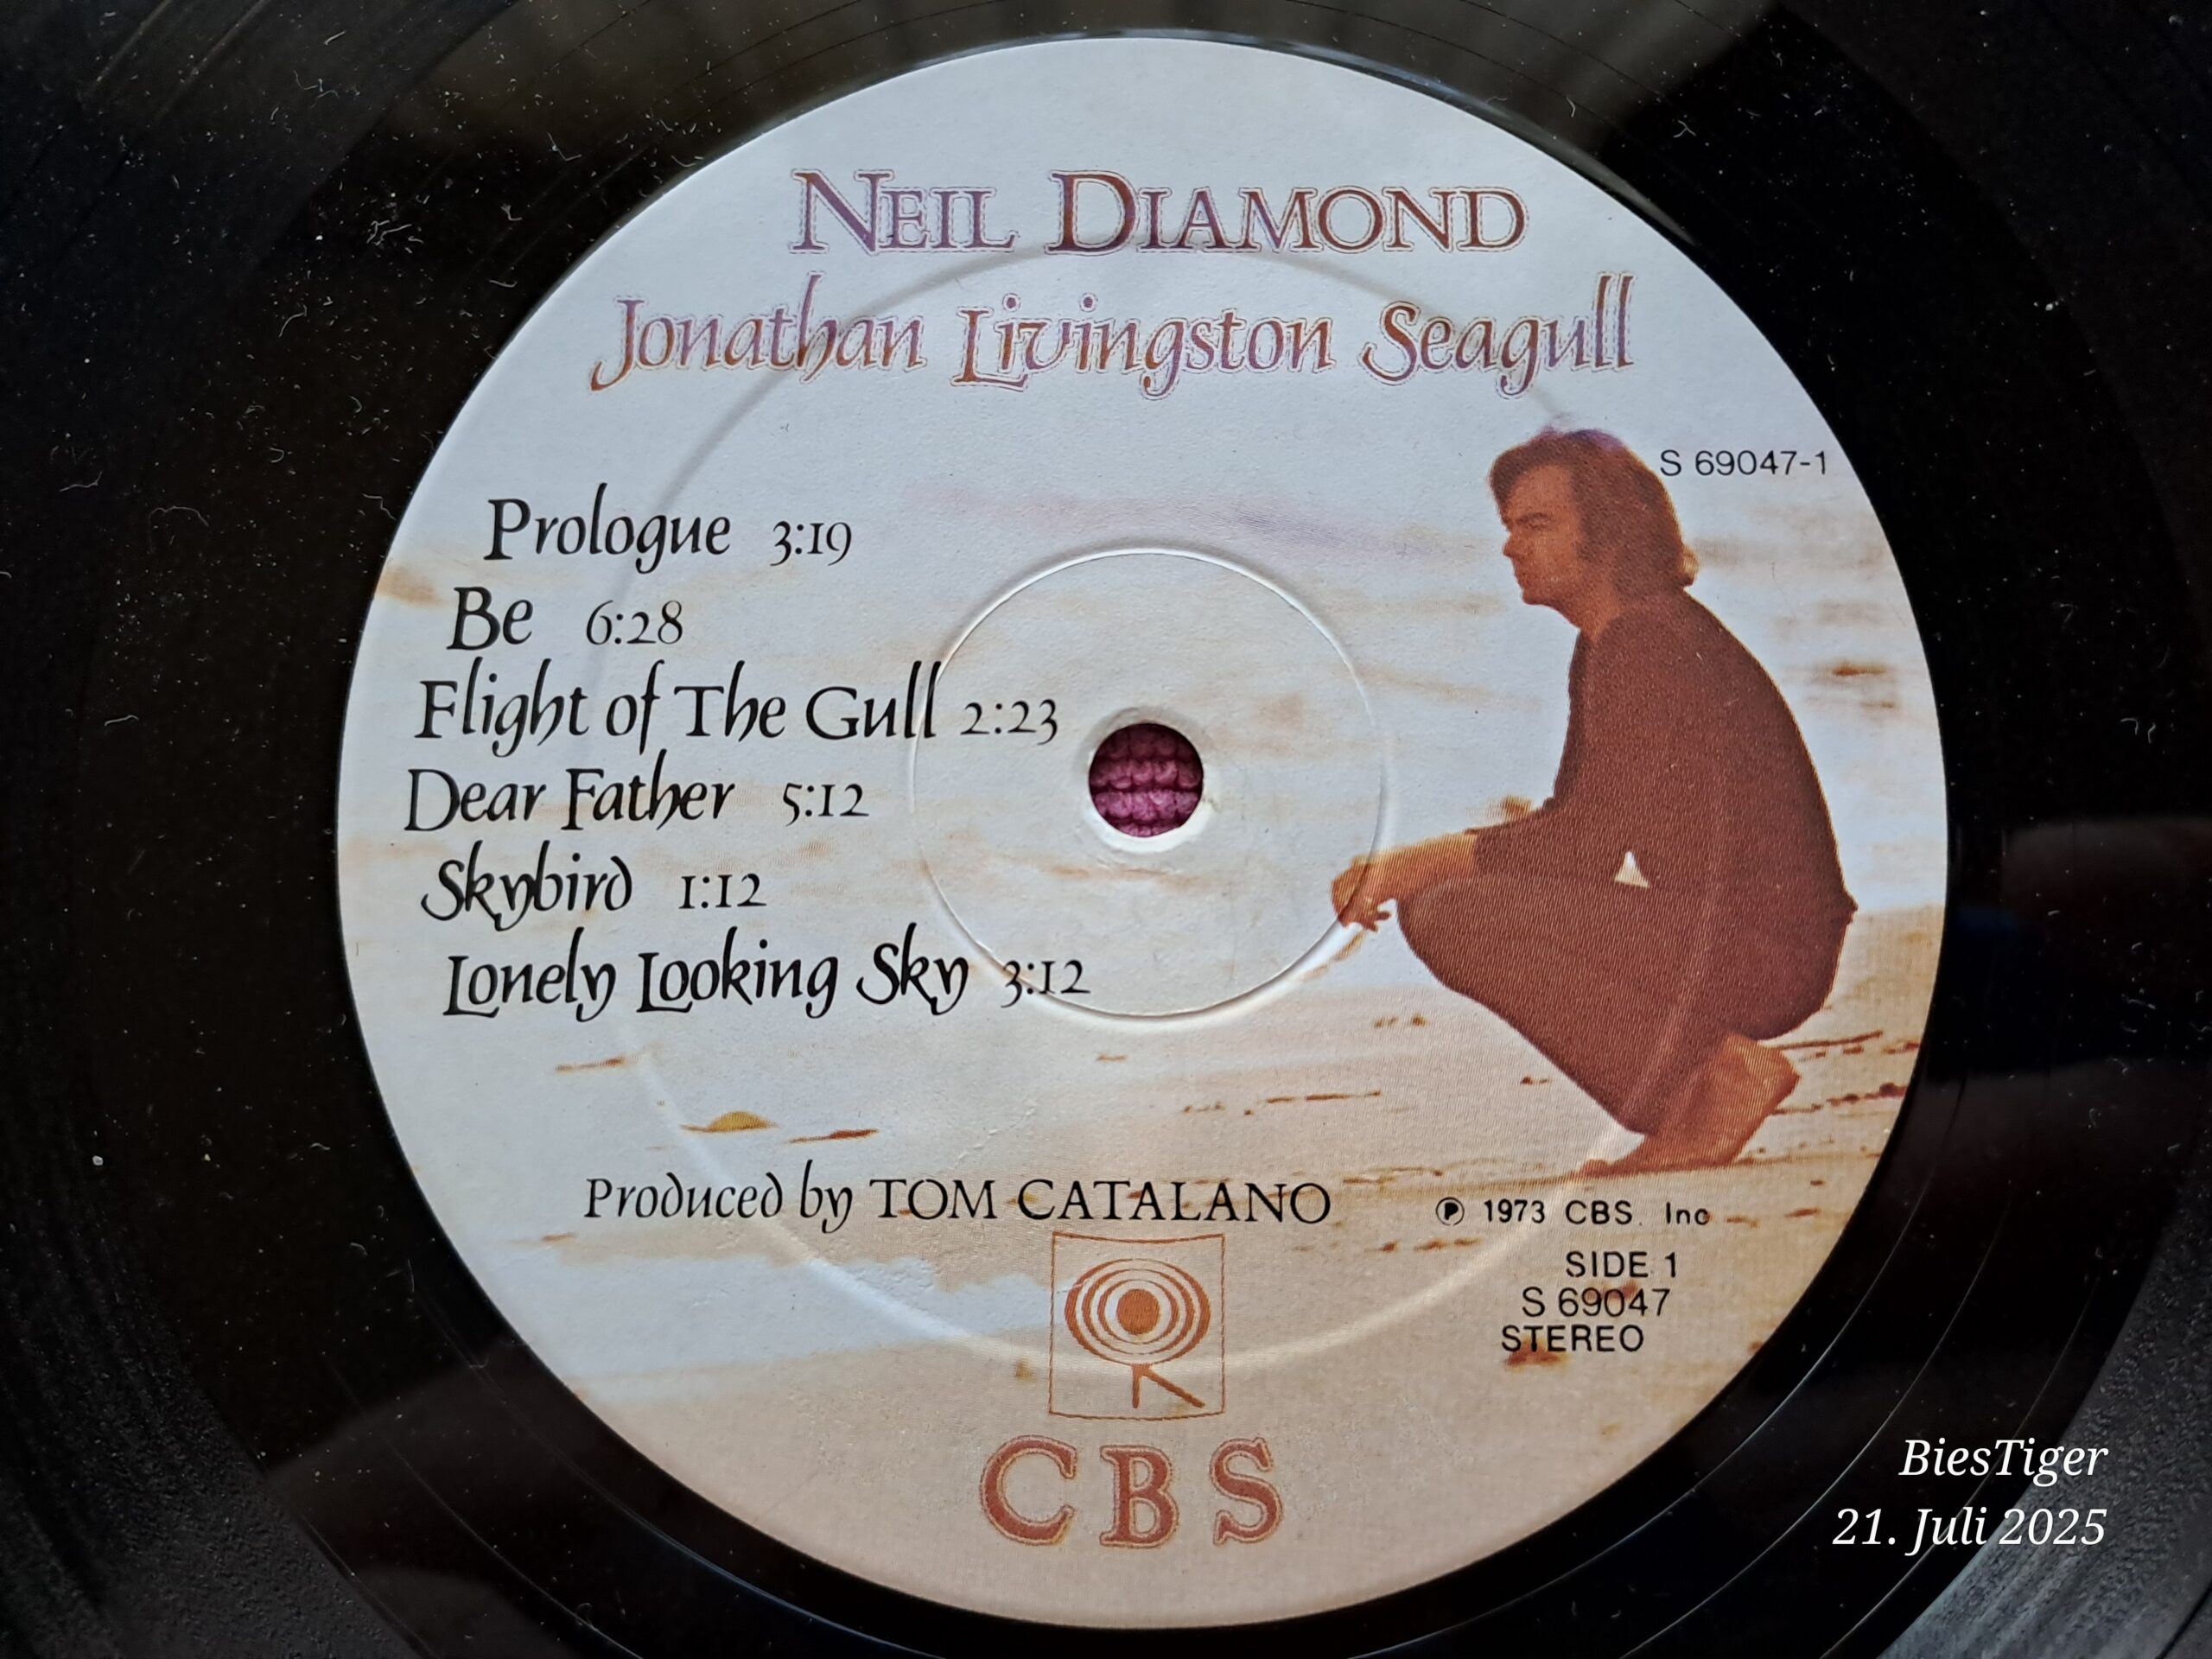 NEIL DIAMOND
Jonathan Livingston Seagull
S 69047-1
Prologue 3:19
Be 6:28
Flight of The Gull 2:23
Dear Father 5:12
Skybird 1:12
Lonely Looking Sky 3:12
Produced by TOM CATALANO
℗ 1973 CBS. Inc
SIDE 1
S 69047
STEREO
CBS
BiesTiger
21. Juli 2025